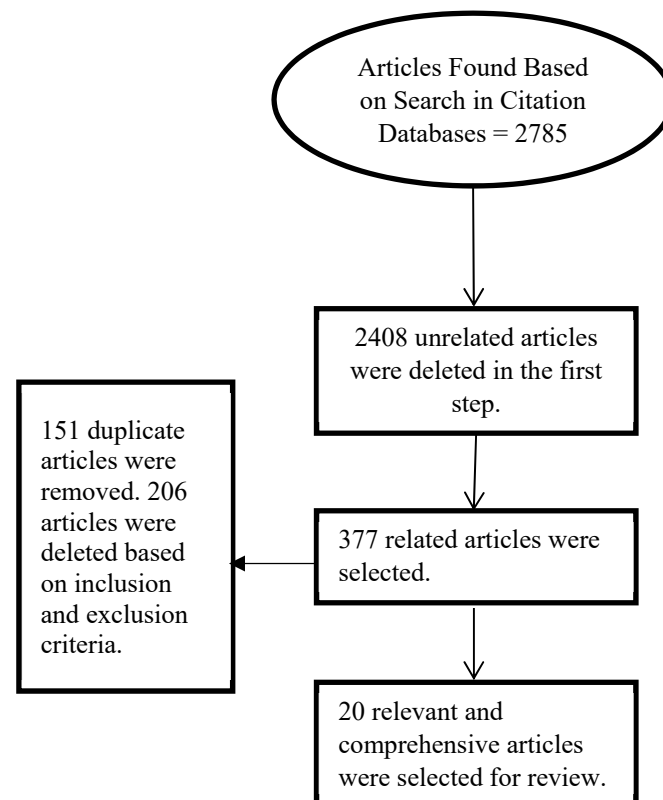 Articles Found Based
on Search in Citation
Databases = 2785
2408 unrelated articles
were deleted in the first
step.
151 duplicate
articles were
removed. 206
articles were
deleted based
on inclusion
and exclusion
criteria.
377 related articles were
selected.
20 relevant and
comprehensive articles
were selected for review.